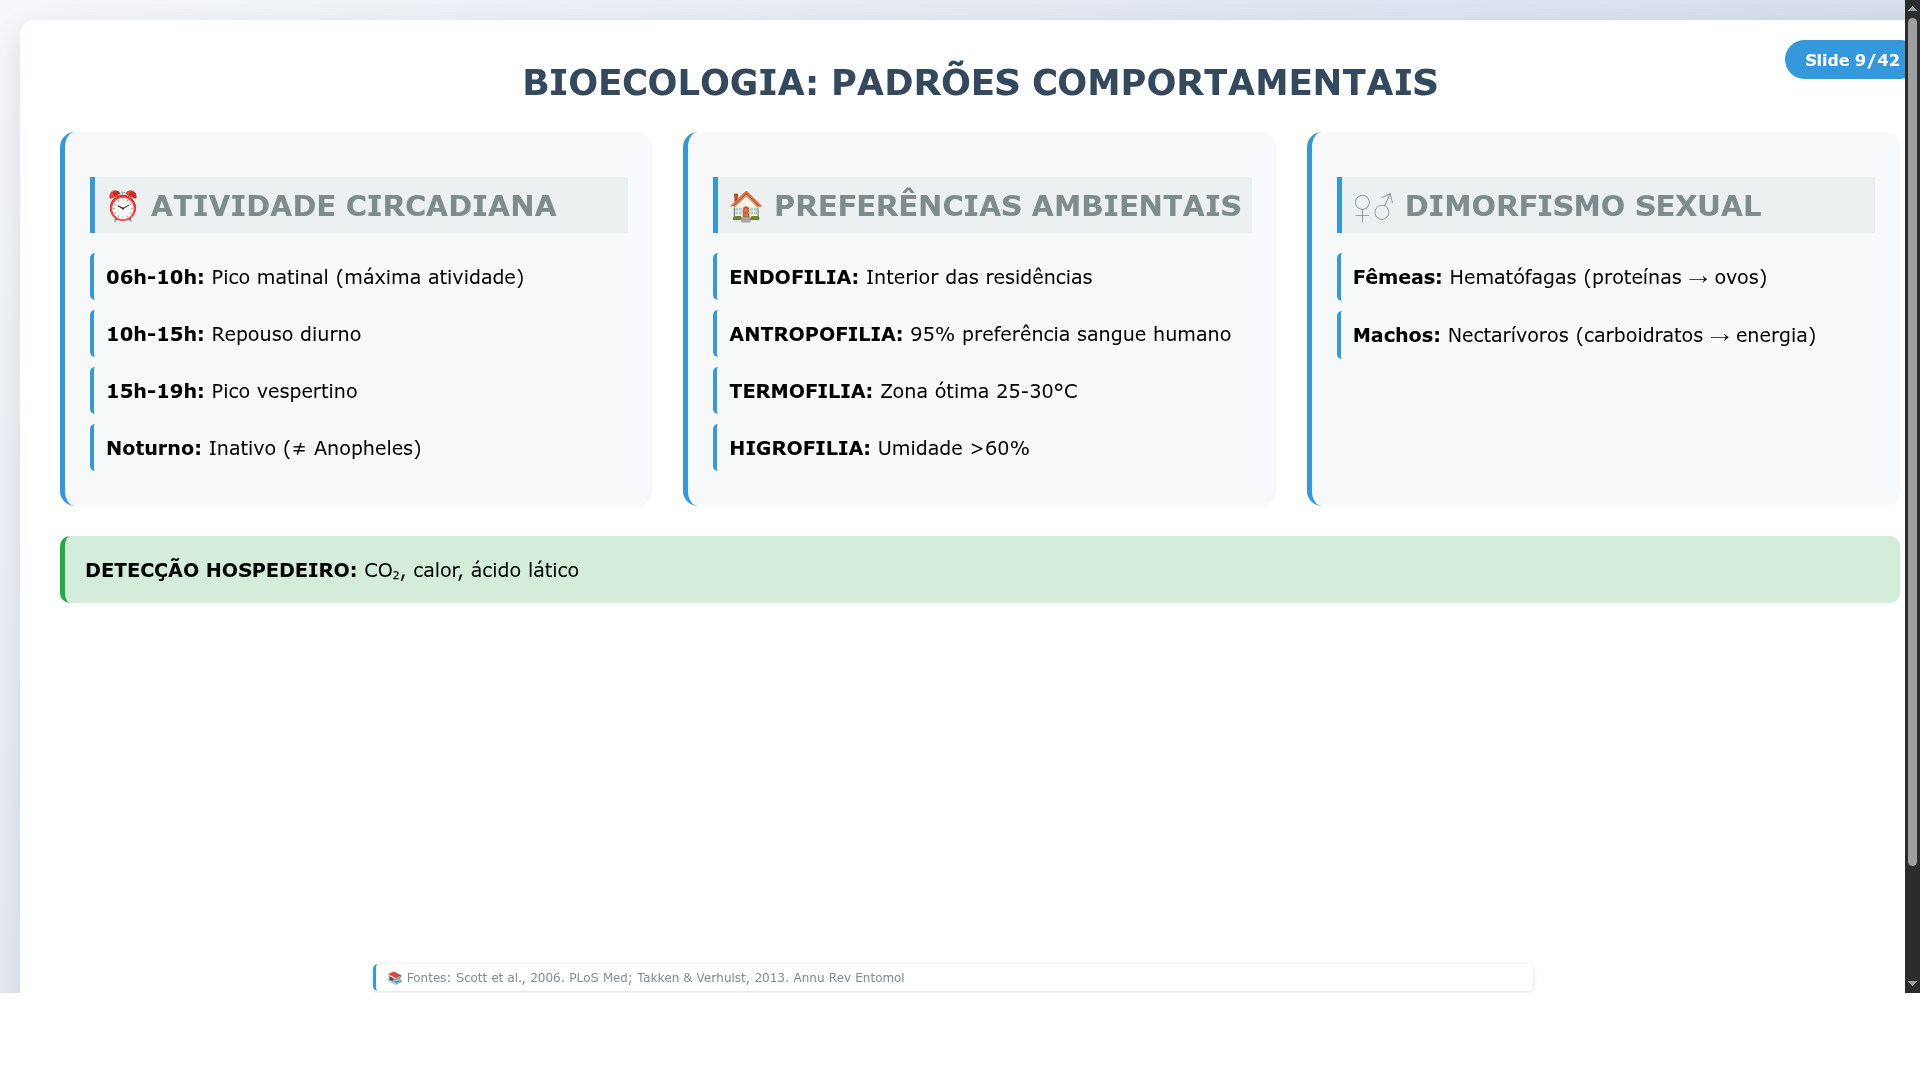 Slide 9/42
BIOECOLOGIA: PADRÕES COMPORTAMENTAIS
⏰ ATIVIDADE CIRCADIANA
06h-10h: Pico matinal (máxima atividade)
10h-15h: Repouso diurno
15h-19h: Pico vespertino
Noturno: Inativo (≠ Anopheles)
🏠 PREFERÊNCIAS AMBIENTAIS
ENDOFILIA: Interior das residências
ANTROPOFILIA: 95% preferência sangue humano
TERMOFILIA: Zona ótima 25-30°C
HIGROFILIA: Umidade >60%
♀♂ DIMORFISMO SEXUAL
Fêmeas: Hematófagas (proteínas → ovos)
Machos: Nectarívoros (carboidratos → energia)
DETECÇÃO HOSPEDEIRO: CO₂, calor, ácido lático
📚 Fontes: Scott et al., 2006. PLoS Med; Takken & Verhulst, 2013. Annu Rev Entomol